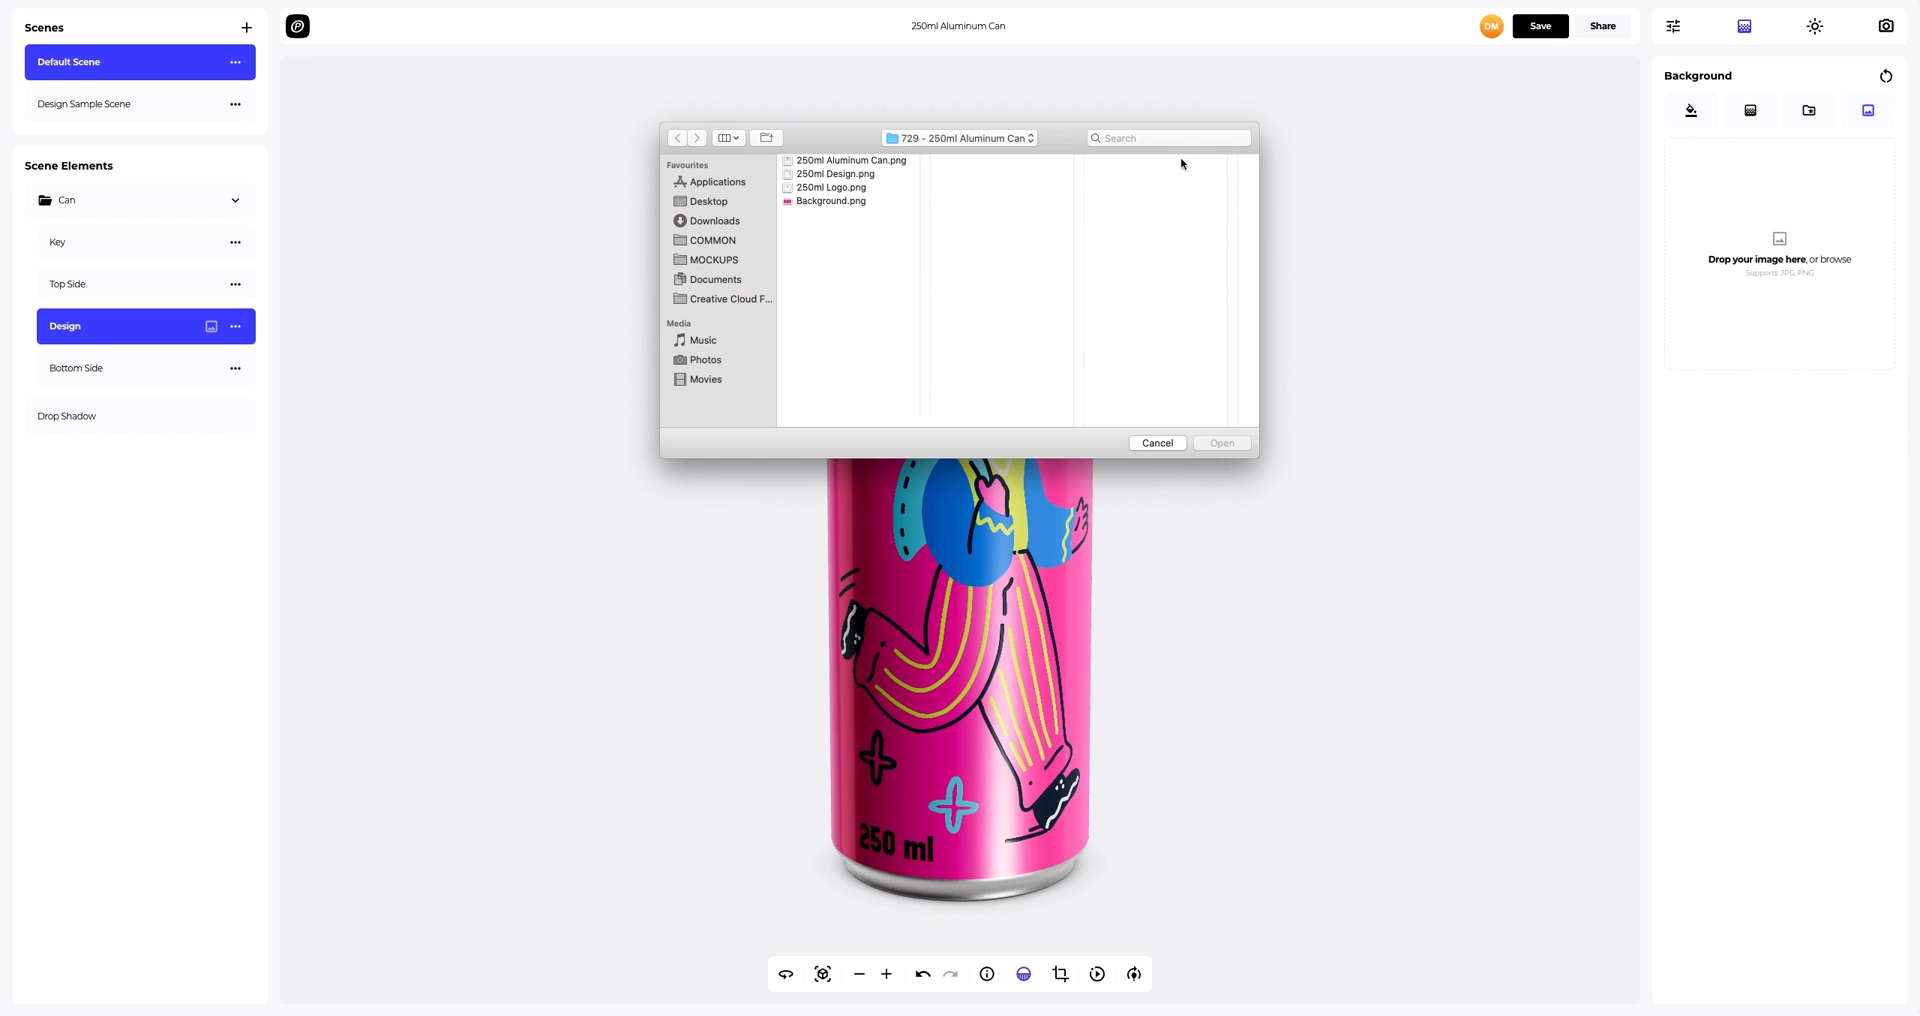 Scenes
Default Scene
Design Sample Scene
Scene Elements
Can
Key
Top Side
Design
Bottom Side
Drop Shadow
250ml Aluminum Can
DM
Save
Share
729 - 250ml Aluminum Can
Search
Favourites
Applications
Desktop
Downloads
COMMON
MOCKUPS
Documents
Creative Cloud F...
Media
Music
Photos
Movies
250ml Aluminum Can.png
250ml Design.png
250ml Logo.png
Background.png
Cancel
Open
250 ml
Background
Drop your image here, or browse
Supports: JPG, PNG